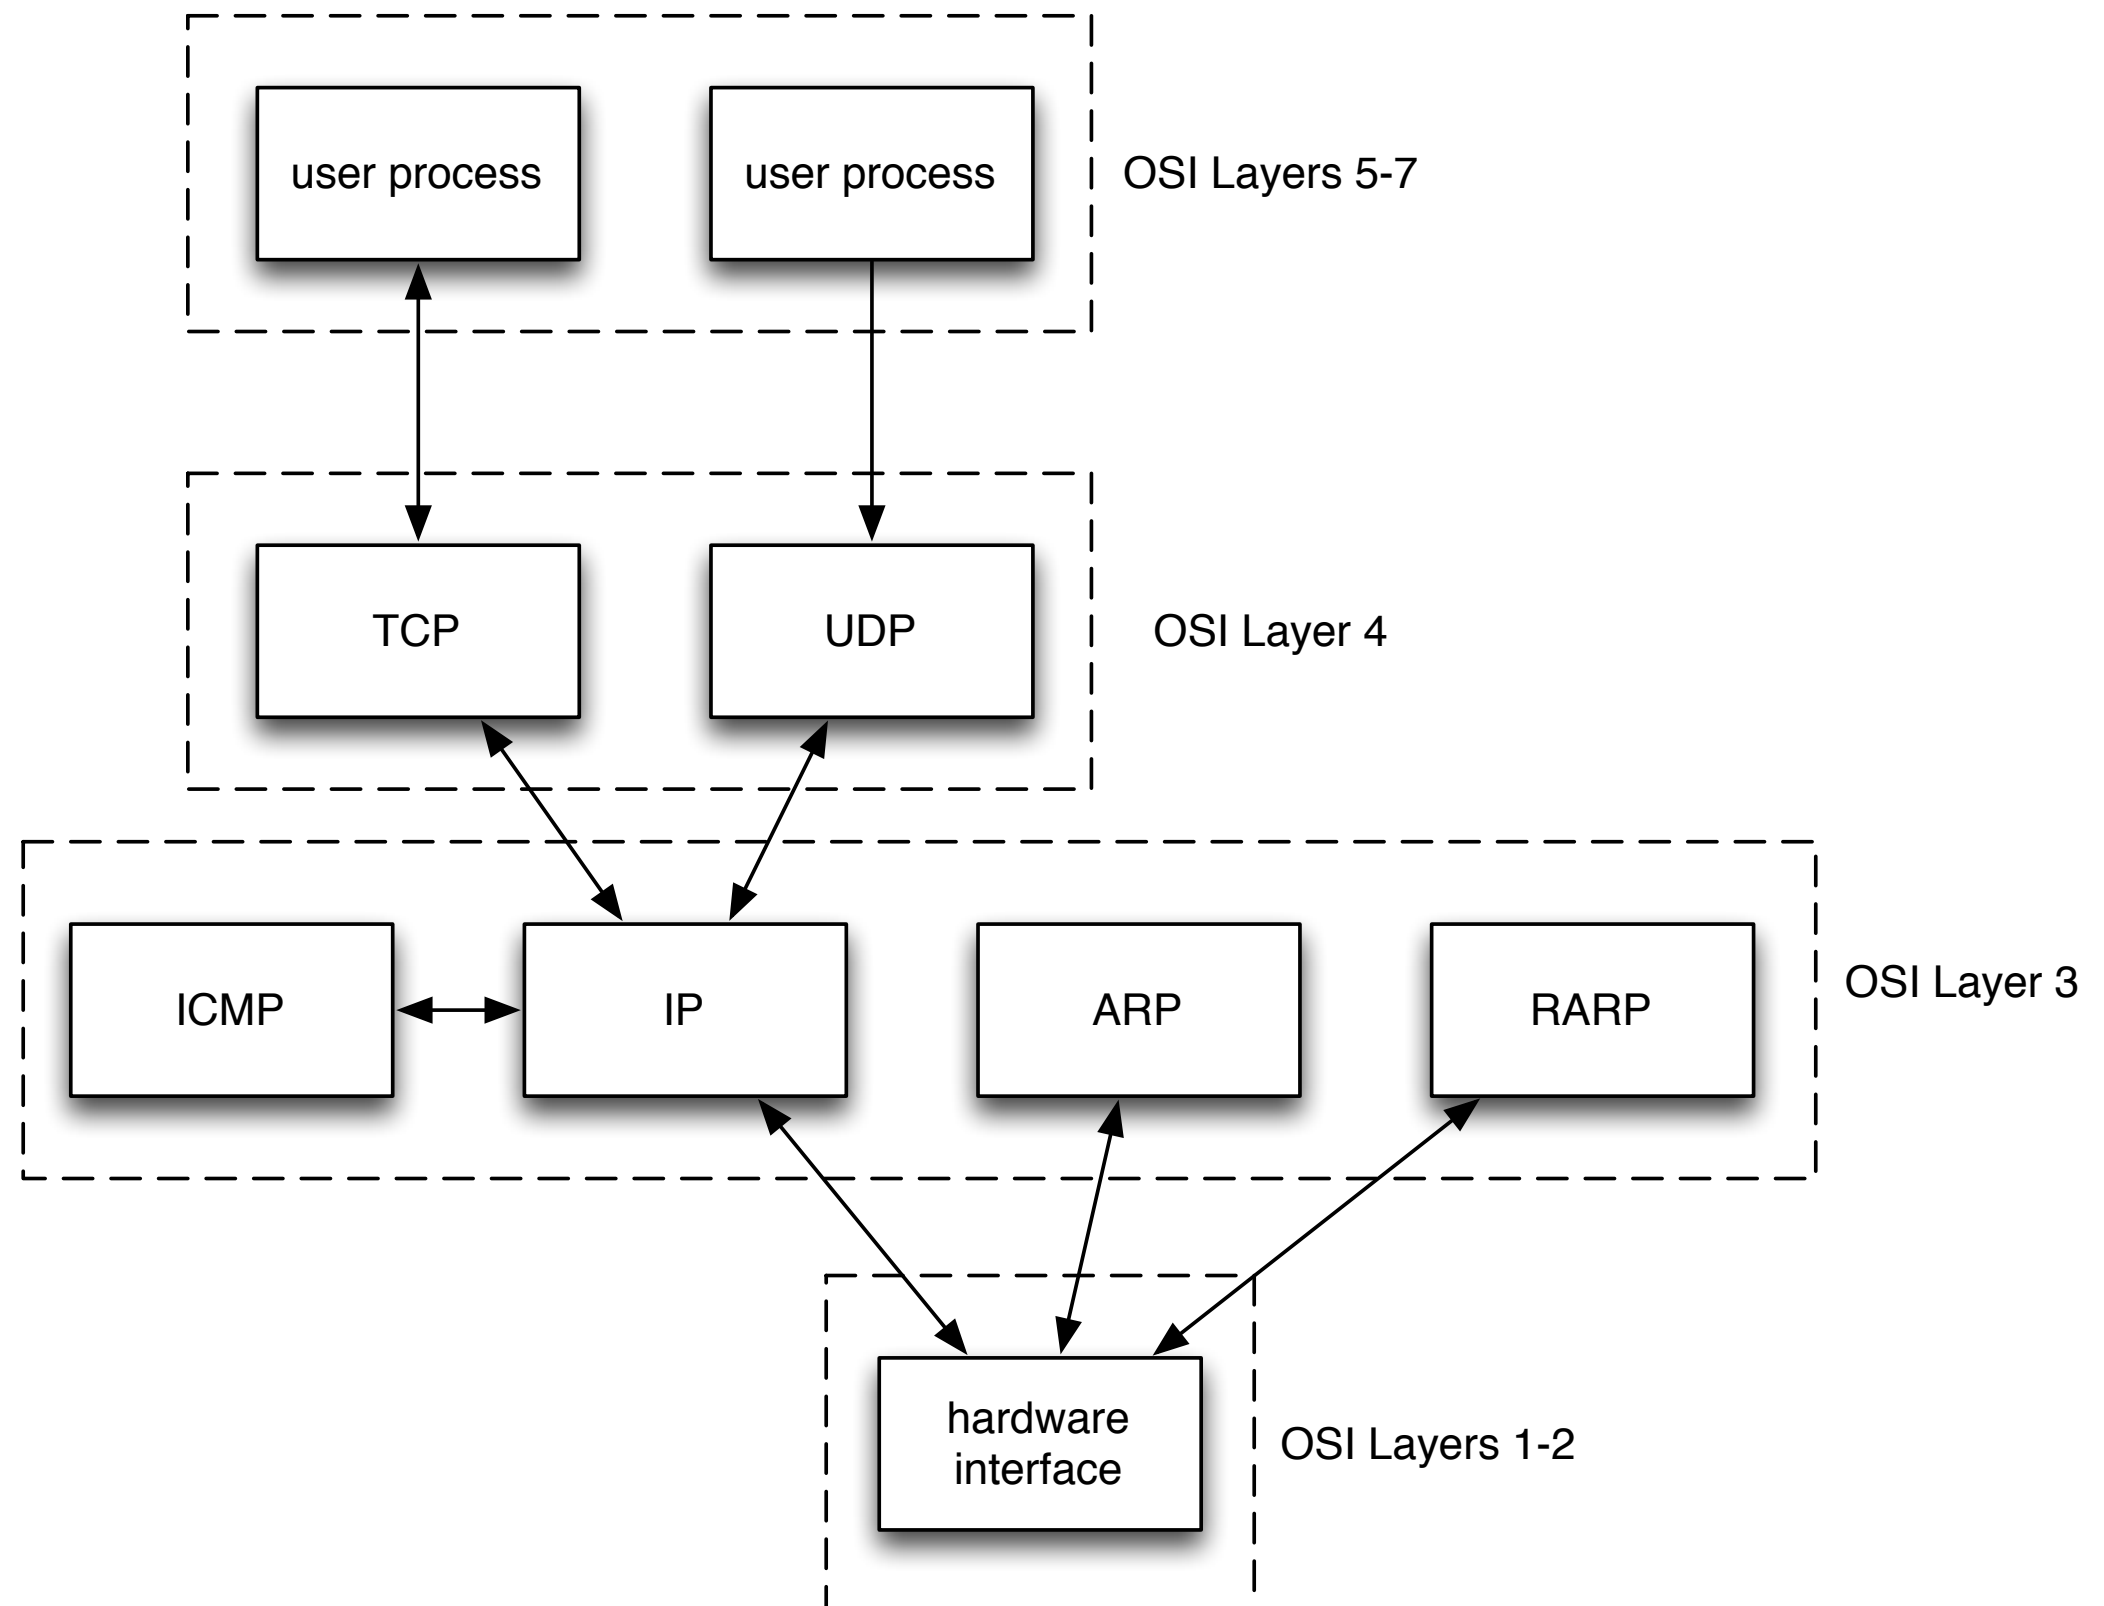 user process
user process
OSI Layers 5-7
TCP
UDP
OSI Layer 4
ICMP
IP
ARP
RARP
OSI Layer 3
hardware
interface
OSI Layers 1-2